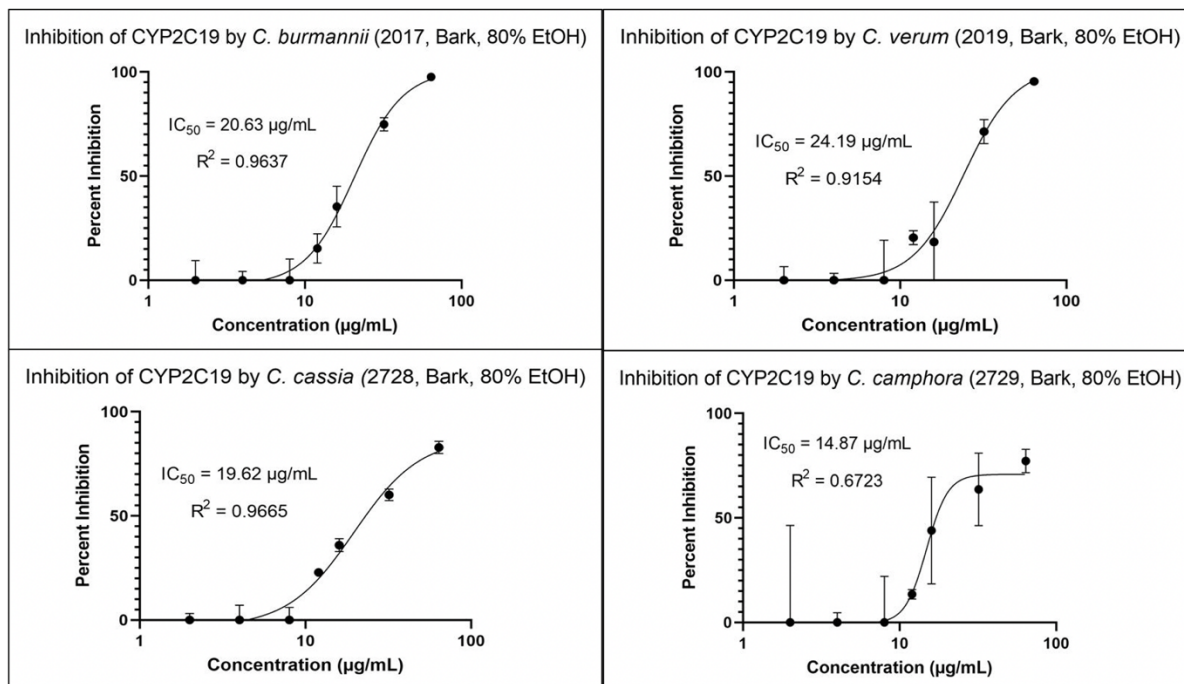 Inhibition of CYP2C19 by C. burmannii (2017, Bark, 80% EtOH)
100
50
0
Percent Inhibition
IC50 = 20.63 µg/mL
R2 = 0.9637
1
10
100
Concentration (µg/mL)
Inhibition of CYP2C19 by C. verum (2019, Bark, 80% EtOH)
100
50
0
Percent Inhibition
IC50 = 24.19 µg/mL
R2 = 0.9154
1
10
100
Concentration (µg/mL)
Inhibition of CYP2C19 by C. cassia (2728, Bark, 80% EtOH)
100
50
0
Percent Inhibition
IC50 = 19.62 µg/mL
R2 = 0.9665
1
10
100
Concentration (µg/mL)
Inhibition of CYP2C19 by C. camphora (2729, Bark, 80% EtOH)
100
50
0
Percent Inhibition
IC50 = 14.87 µg/mL
R2 = 0.6723
1
10
100
Concentration (µg/mL)